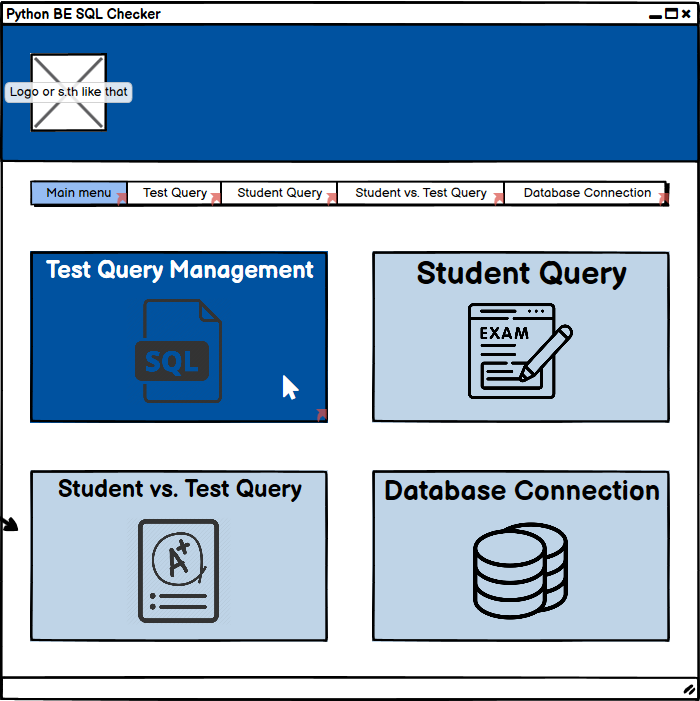 Python BE SQL Checker
Logo or s.th like that
Main menu
Test Query
Student Query
Student vs. Test Query
Database Connection
Test Query Management
SQL
Student Query
EXAM
Student vs. Test Query
A+
Database Connection